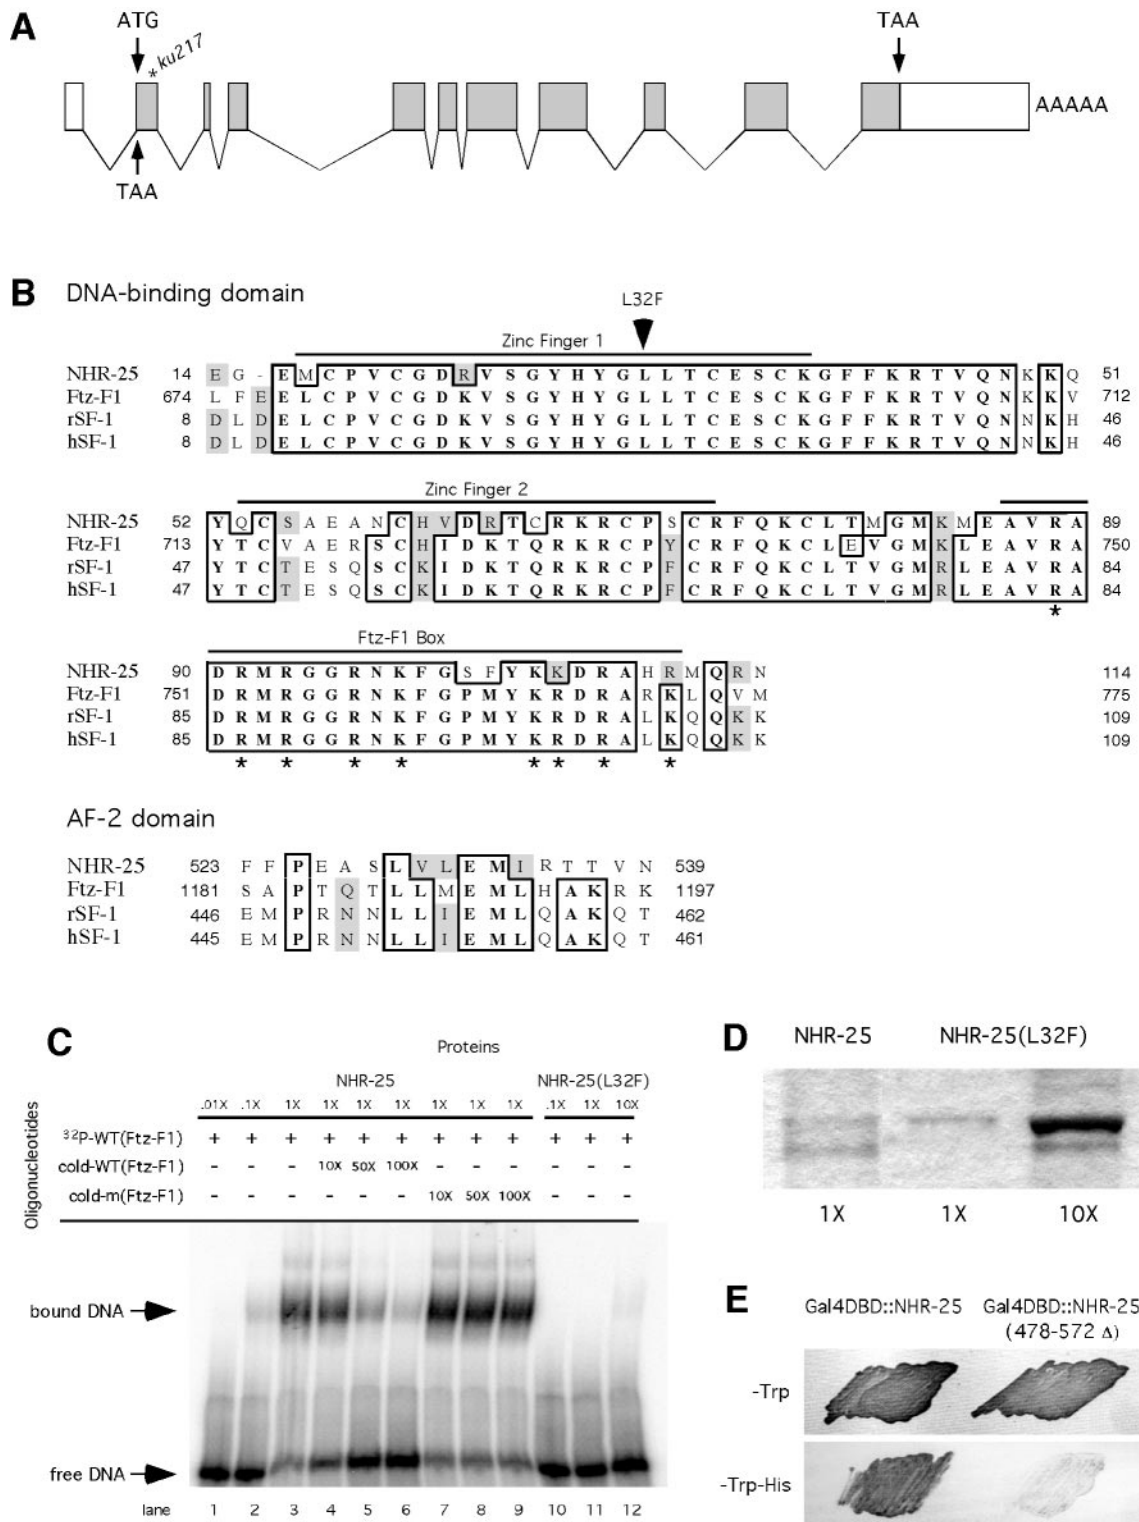 A
ATG
*ku217
TAA
AAAAA
TAA
B DNA-binding domain
L32F
Zinc Finger 1
NHR-25 14 E G - E M C P V C G D R V S G Y H Y G L L T C E S C K G F F K R T V Q N K K Q 51
Ftz-F1 674 L F E E L C P V C G D K V S G Y H Y G L L T C E S C K G F F K R T V Q N K K V 712
rSF-1 8 D L D E L C P V C G D K V S G Y H Y G L L T C E S C K G F F K R T V Q N N K H 46
hSF-1 8 D L D E L C P V C G D K V S G Y H Y G L L T C E S C K G F F K R T V Q N N K H 46
Zinc Finger 2
NHR-25 52 Y Q C S A E A N C H V D R T C R K R C P S C R F Q K C L T M G M K M E A V R A 89
Ftz-F1 713 Y T C V A E R S C H I D K T Q R K R C P Y C R F Q K C L E V G M K L E A V R A 750
rSF-1 47 Y T C T E S Q S C K I D K T Q R K R C P F C R F Q K C L T V G M R L E A V R A 84
hSF-1 47 Y T C T E S Q S C K I D K T Q R K R C P F C R F Q K C L T V G M R L E A V R A 84
*
Ftz-F1 Box
NHR-25 90 D R M R G G R N K F G S F Y K K D R A H R M Q R N 114
Ftz-F1 751 D R M R G G R N K F G P M Y K R D R A R K L Q V M 775
rSF-1 85 D R M R G G R N K F G P M Y K R D R A L K Q Q K K 109
hSF-1 85 D R M R G G R N K F G P M Y K R D R A L K Q Q K K 109
* * * * * * * *
AF-2 domain
NHR-25 523 F F P E A S L V L E M I R T T V N 539
Ftz-F1 1181 S A P T Q T L L M E M L H A K R K 1197
rSF-1 446 E M P R N N L L I E M L Q A K Q T 462
hSF-1 445 E M P R N N L L I E M L Q A K Q T 461
C
Proteins
NHR-25 NHR-25(L32F)
.01X .1X 1X 1X 1X 1X 1X 1X 1X .1X 1X 10X
Oligonucleotides
32P-WT(Ftz-F1) + + + + + + + + + + + +
cold-WT(Ftz-F1) - - - 10X 50X 100X - - - - - -
cold-m(Ftz-F1) - - - - - - 10X 50X 100X - - -
bound DNA
free DNA
lane 1 2 3 4 5 6 7 8 9 10 11 12
D NHR-25 NHR-25(L32F)
1X 1X 10X
E Gal4DBD::NHR-25 Gal4DBD::NHR-25
(478-572 Δ)
-Trp
-Trp-His